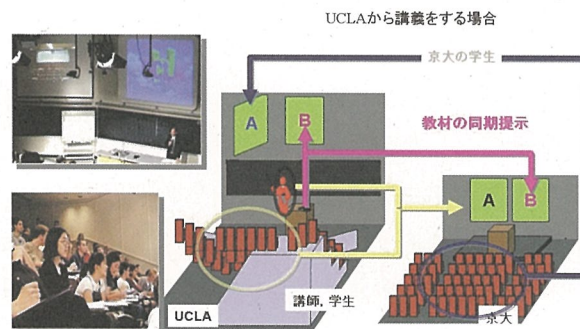 UCLAから講義をする場合
京大の学生
A
B
教材の同期提示
A
B
講師, 学生
UCLA
京大